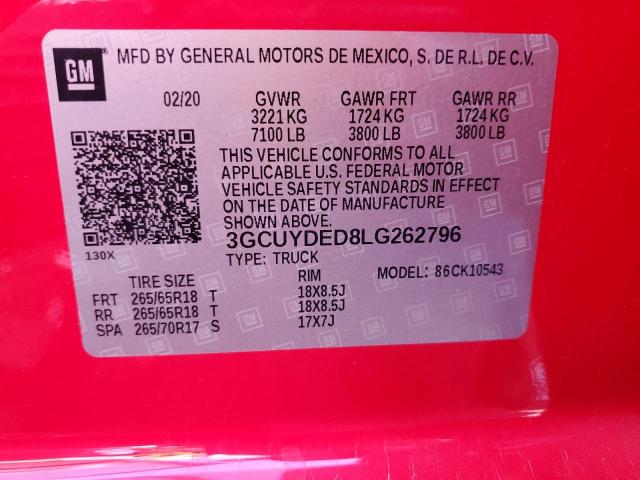 GM MFD BY GENERAL MOTORS DE MEXICO, S. DE R.L. DE C.V.
02/20 GVWR GAWR FRT GAWR RR
3221 KG 1724 KG 1724 KG
7100 LB 3800 LB 3800 LB
THIS VEHICLE CONFORMS TO ALL
APPLICABLE U.S. FEDERAL MOTOR
VEHICLE SAFETY STANDARDS IN EFFECT
ON THE DATE OF MANUFACTURE
SHOWN ABOVE
3GCUYDED8LG262796
130X TYPE: TRUCK
TIRE SIZE RIM MODEL: 86CK10543
FRT 265/65R18 T 18X8.5J
RR 265/65R18 T 18X8.5J
SPA 265/70R17 S 17X7J